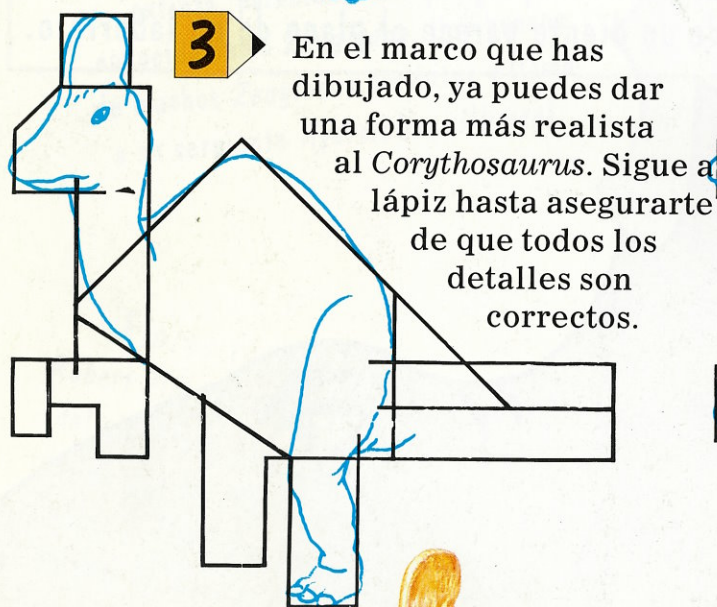 3
En el marco que has
dibujado, ya puedes dar
una forma más realista
al Corythosaurus. Sigue a
lápiz hasta asegurarte
de que todos los
detalles son
correctos.